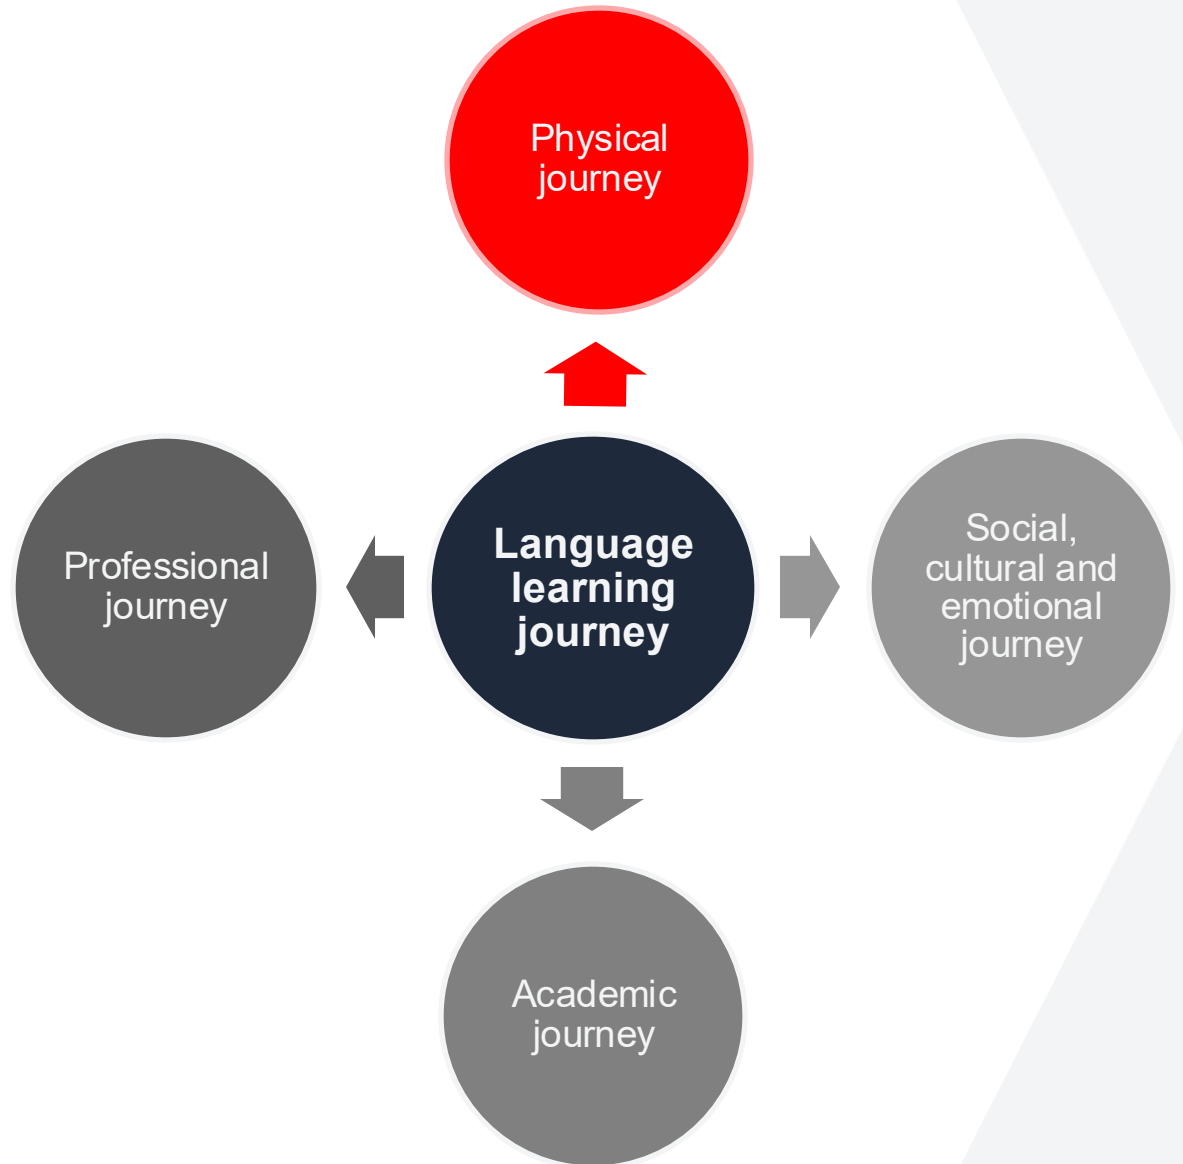 Physical
journey
Professional
journey
Language
learning
journey
Social,
cultural and
emotional
journey
Academic
journey